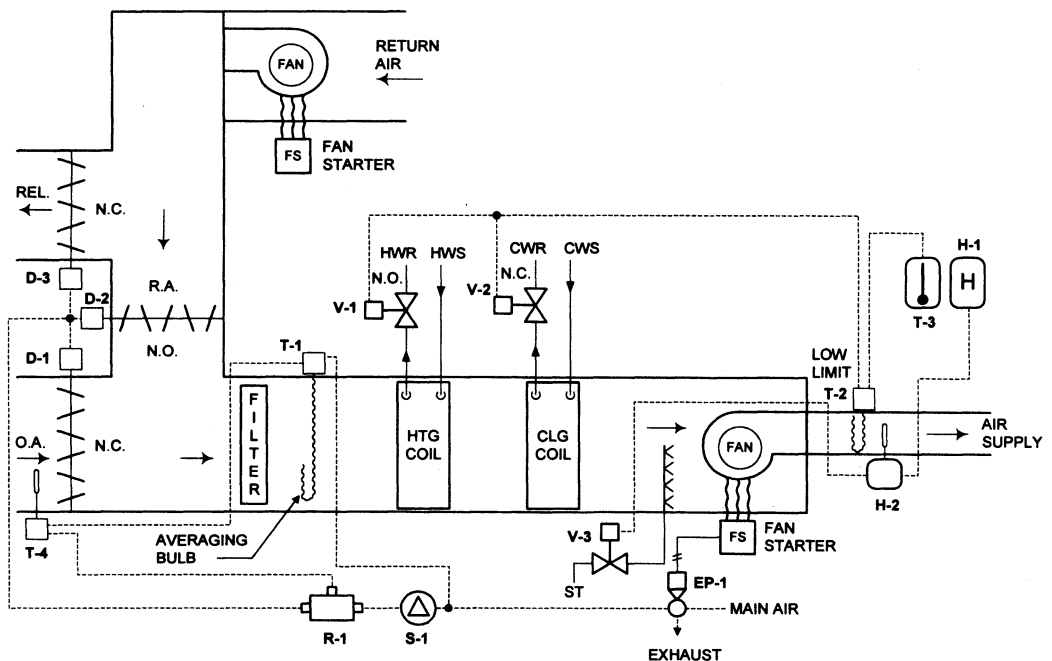 FAN
RETURN
AIR
FS
FAN
STARTER
REL.
N.C.
D-3
D-2
R.A.
N.O.
D-1
HWR
HWS
N.O.
V-1
CWR
CWS
N.C.
V-2
H-1
H
T-3
T-1
LOW
LIMIT
T-2
O.A.
N.C.
FILTER
HTG
COIL
CLG
COIL
FAN
AIR
SUPPLY
H-2
T-4
AVERAGING
BULB
V-3
ST
FS
FAN
STARTER
EP-1
R-1
S-1
MAIN AIR
EXHAUST